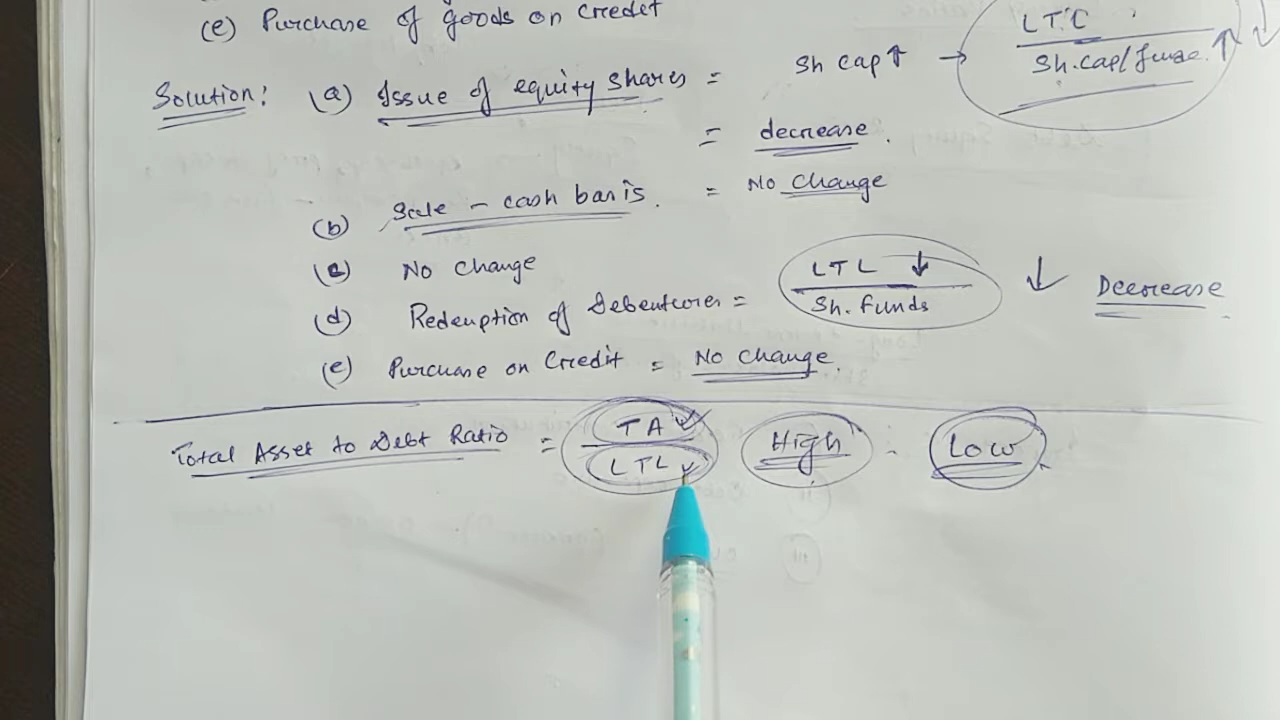 (e) Purchase of goods on credit
Solution: (a) Issue of equity shares = Sh cap ↑ → LTL / Sh. cap/funds ↑ ↓
= decrease.
(b) Sale – cash basis. = No change
(c) No change
(d) Redemption of Debentures = LTL ↓ / Sh. funds ↓ Decrease
(e) Purchase on Credit = No change.
Total Asset to Debt Ratio = TA / LTL High : Low.